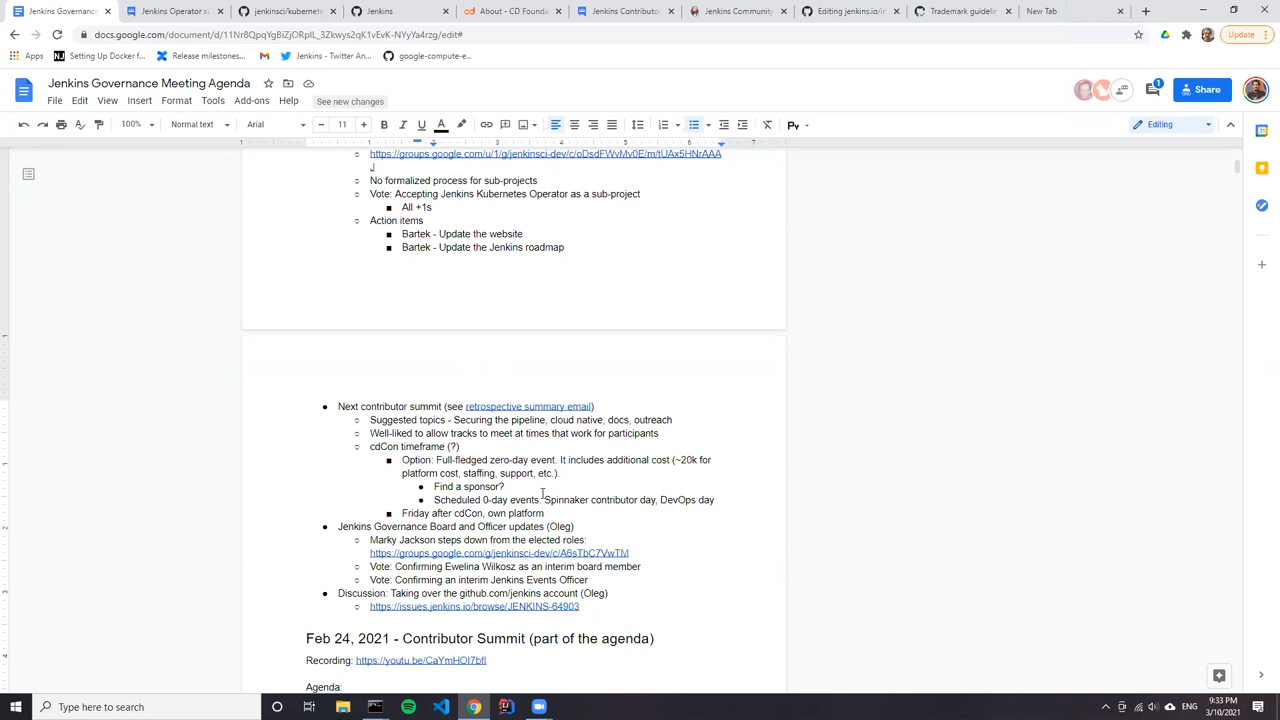 Jenkins Governance
Jenkins Operator su
jenkinsci/kubernete
Jenkins
About - CD Founda
Jenkins Contributo
Jenkins Community
Editing jenkins.io/in
Trademark guidelin
New Tab
docs.google.com/document/d/11Nr8QpqYgBiZjORpIL_3Zkwys2qK1vEvK-NYyYa4rzg/edit#
Update
Apps
Setting Up Docker f...
Release milestones...
Jenkins - Twitter An...
google-compute-e...
Jenkins Governance Meeting Agenda
File Edit View Insert Format Tools Add-ons Help
See new changes
1
Share
100%
Normal text
Arial
11
Editing
https://groups.google.com/u/1/g/jenkinsci-dev/c/oDsdFWvMv0E/m/tUAx5HNrAAA
J
No formalized process for sub-projects
Vote: Accepting Jenkins Kubernetes Operator as a sub-project
All +1s
Action items
Bartek - Update the website
Bartek - Update the Jenkins roadmap
Next contributor summit (see retrospective summary email)
Suggested topics - Securing the pipeline, cloud native, docs, outreach
Well-liked to allow tracks to meet at times that work for participants
cdCon timeframe (?)
Option: Full-fledged zero-day event. It includes additional cost (~20k for
platform cost, staffing, support, etc.).
Find a sponsor?
Scheduled 0-day events: Spinnaker contributor day, DevOps day
Friday after cdCon, own platform
Jenkins Governance Board and Officer updates (Oleg)
Marky Jackson steps down from the elected roles:
https://groups.google.com/g/jenkinsci-dev/c/A6sTbC7VwTM
Vote: Confirming Ewelina Wilkosz as an interim board member
Vote: Confirming an interim Jenkins Events Officer
Discussion: Taking over the github.com/jenkins account (Oleg)
https://issues.jenkins.io/browse/JENKINS-64903
Feb 24, 2021 - Contributor Summit (part of the agenda)
Recording: https://youtu.be/CaYmHOI7bfI
Agenda:
Type here to search
ENG
9:33 PM
3/10/2021